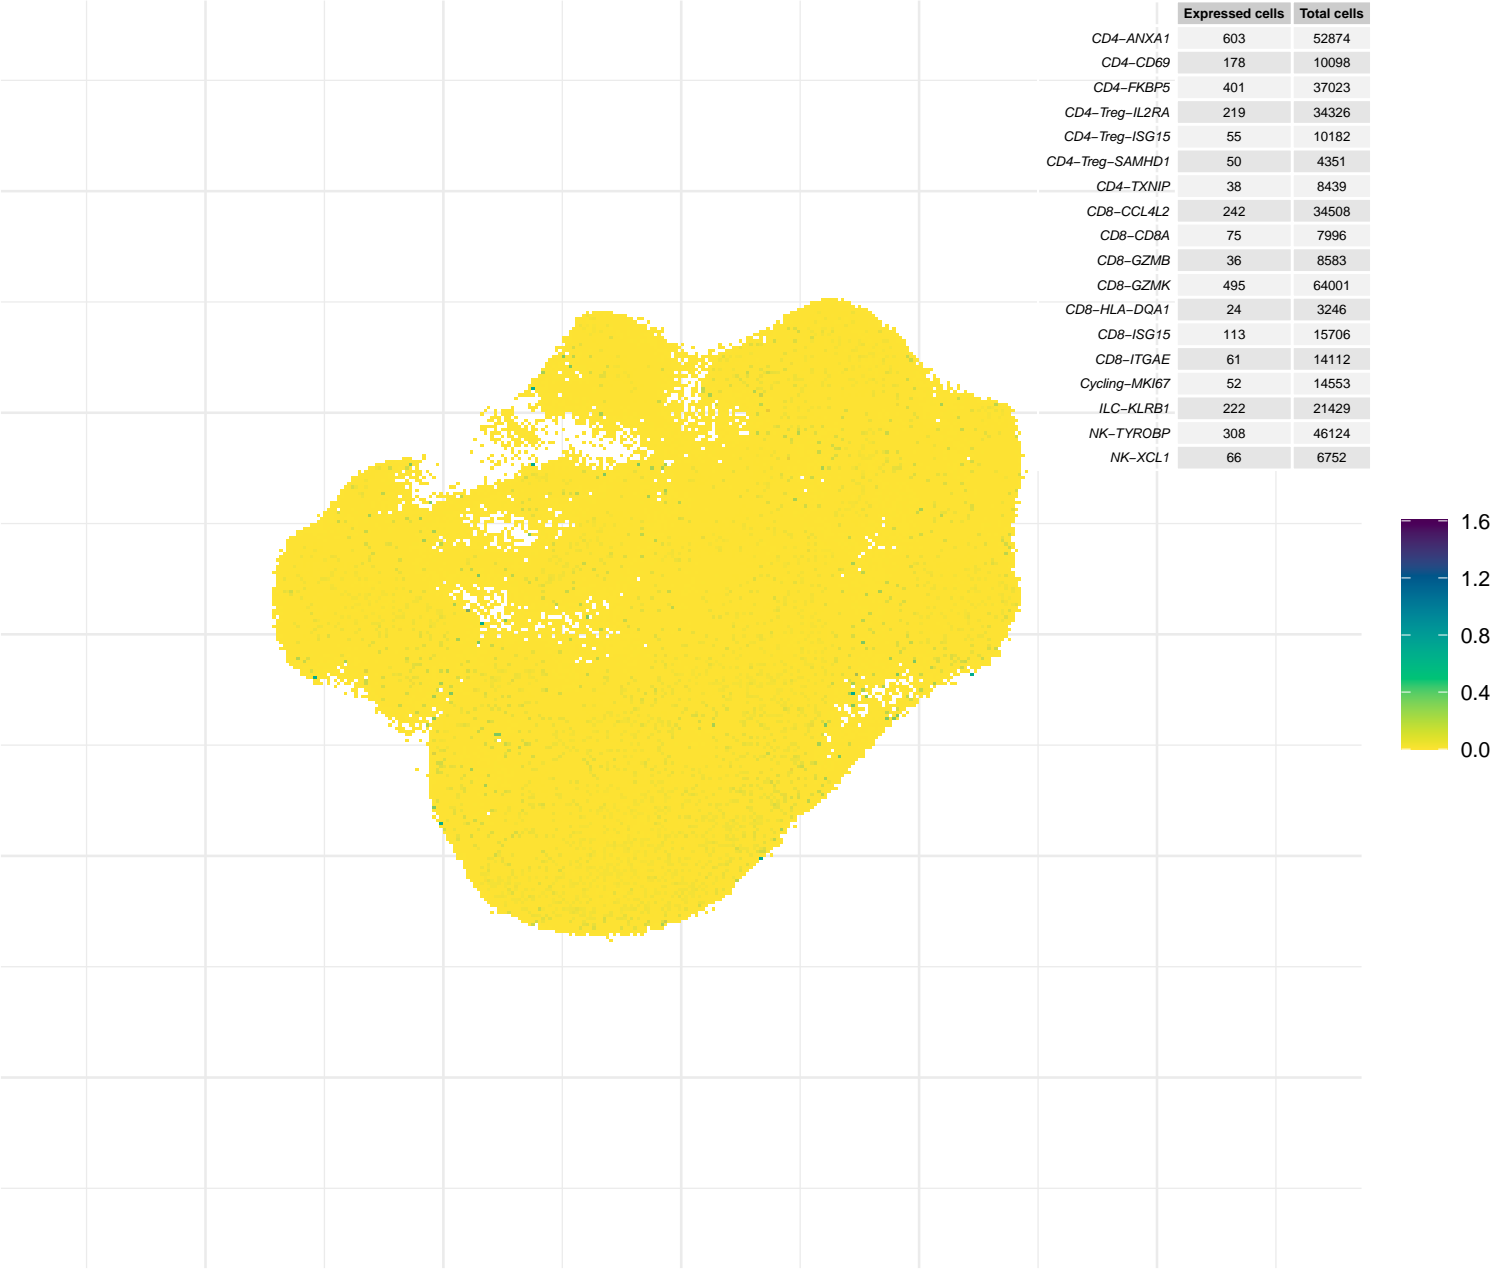 Expressed cells Total cells
CD4−ANXA1 603 52874
CD4−CD69 178 10098
CD4−FKBP5 401 37023
CD4−Treg−IL2RA 219 34326
CD4−Treg−ISG15 55 10182
CD4−Treg−SAMHD1 50 4351
CD4−TXNIP 38 8439
CD8−CCL4L2 242 34508
CD8−CD8A 75 7996
CD8−GZMB 36 8583
CD8−GZMK 495 64001
CD8−HLA−DQA1 24 3246
CD8−ISG15 113 15706
CD8−ITGAE 61 14112
Cycling−MKI67 52 14553
ILC−KLRB1 222 21429
NK−TYROBP 308 46124
NK−XCL1 66 6752
1.6
1.2
0.8
0.4
0.0